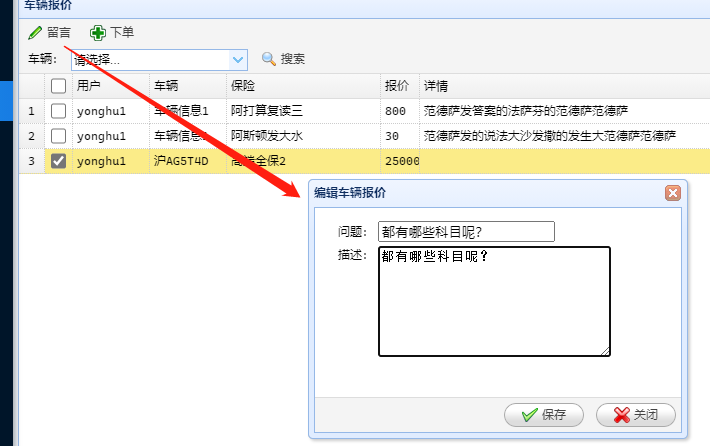 车辆报价
留言 下单
车辆: 请选择... 搜索
用户 车辆 保险 报价 详情
1 yonghu1 车辆信息1 阿打算复读三 800 范德萨发答案的法萨芬的范德萨范德萨
2 yonghu1 车辆信息 阿斯顿发大水 30 范德萨发的说法大沙发撒的发生大范德萨范德萨
3 yonghu1 沪AG5T4D 高端全保2 25000
编辑车辆报价
问题: 都有哪些科目呢?
描述: 都有哪些科目呢?
保存 关闭